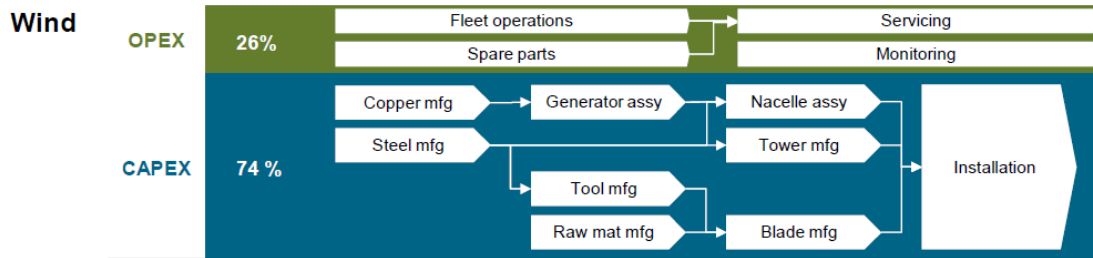 Wind
OPEX
26%
Fleet operations
Servicing
Spare parts
Monitoring
CAPEX
74 %
Copper mfg
Generator assy
Nacelle assy
Steel mfg
Tower mfg
Installation
Tool mfg
Raw mat mfg
Blade mfg